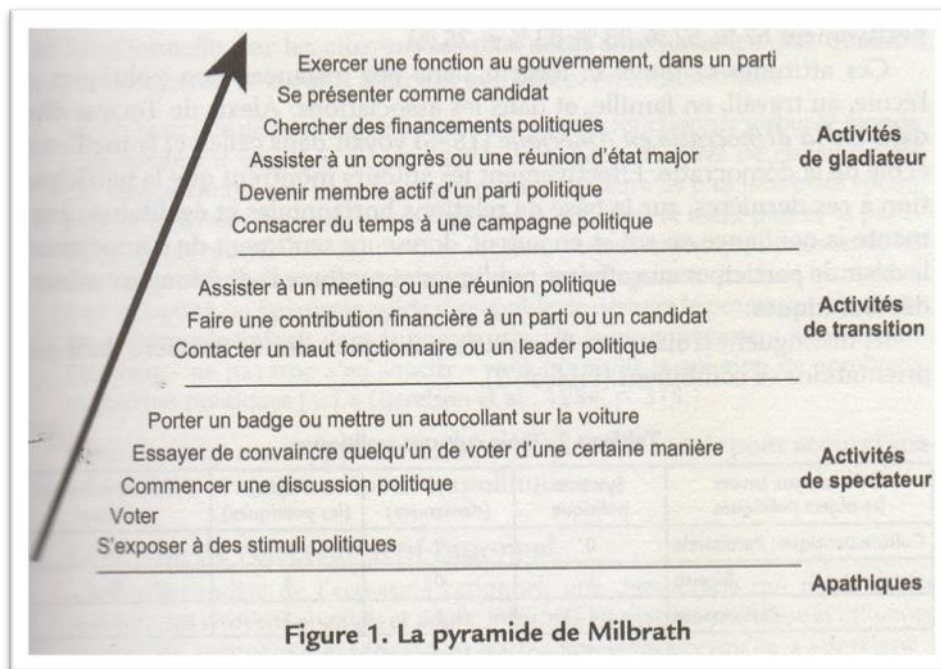 Exercer une fonction au gouvernement, dans un parti
Se présenter comme candidat
Chercher des financements politiques
Assister à un congrès ou une réunion d'état major
Devenir membre actif d'un parti politique
Consacrer du temps à une campagne politique
Activités
de gladiateur
Assister à un meeting ou une réunion politique
Faire une contribution financière à un parti ou un candidat
Contacter un haut fonctionnaire ou un leader politique
Activités
de transition
Porter un badge ou mettre un autocollant sur la voiture
Essayer de convaincre quelqu'un de voter d'une certaine manière
Commencer une discussion politique
Voter
S'exposer à des stimuli politiques
Activités
de spectateur
Apathiques
Figure 1. La pyramide de Milbrath